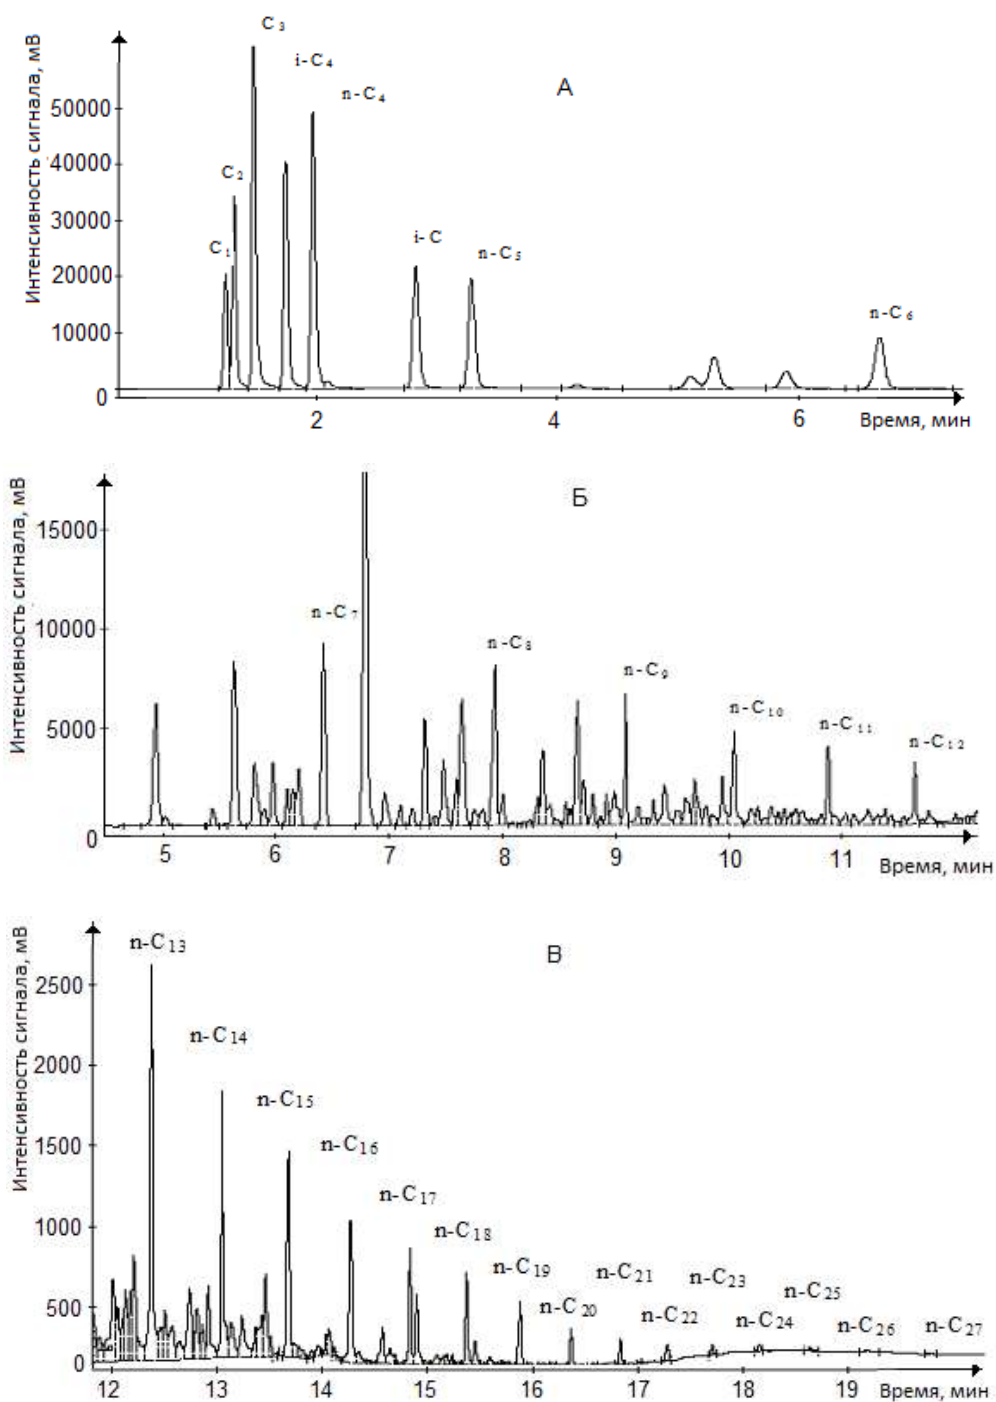 C₃
i-C₄
n-C₄
А
C₂
C₁
i-C
n-C₅
n-C₆
Интенсивность сигнала, мВ
50000
40000
30000
20000
10000
0
2
4
6
Время, мин
Б
n-C₇
n-C₈
n-C₉
n-C₁₀
n-C₁₁
n-C₁₂
Интенсивность сигнала, мВ
15000
10000
5000
0
5
6
7
8
9
10
11
Время, мин
В
n-C₁₃
n-C₁₄
n-C₁₅
n-C₁₆
n-C₁₇
n-C₁₈
n-C₁₉
n-C₂₀
n-C₂₁
n-C₂₂
n-C₂₃
n-C₂₄
n-C₂₅
n-C₂₆
n-C₂₇
Интенсивность сигнала, мВ
2500
2000
1500
1000
500
0
12
13
14
15
16
17
18
19
Время, мин